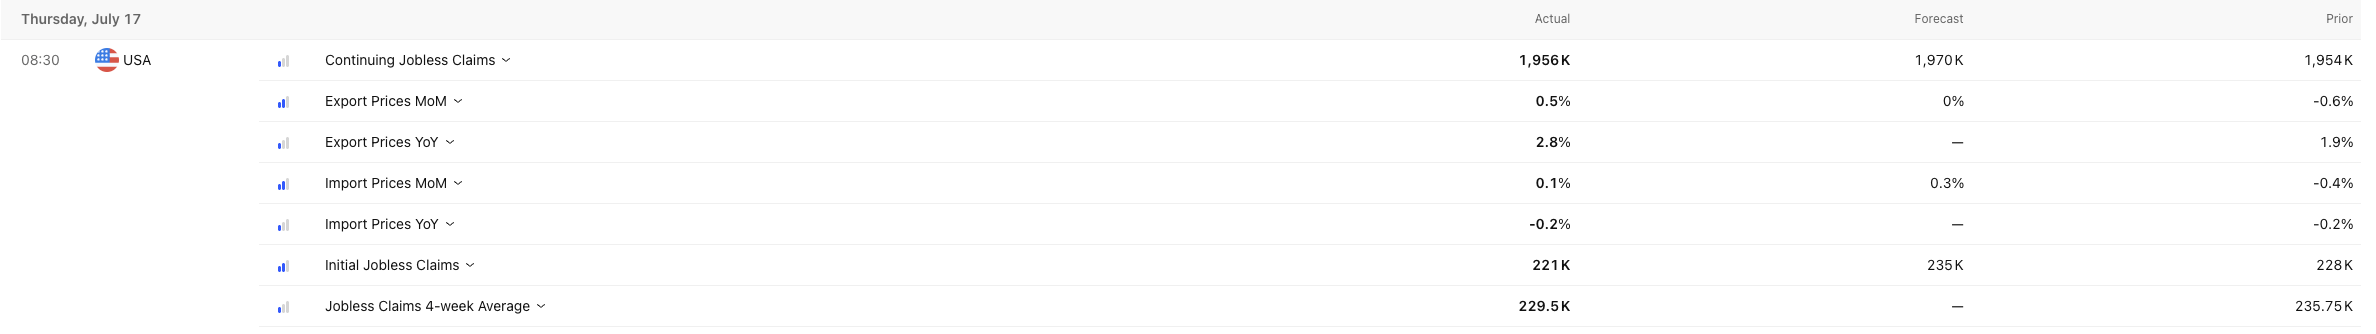 Thursday, July 17 Actual Forecast Prior
08:30 USA Continuing Jobless Claims 1,956K 1,970K 1,954K
Export Prices MoM 0.5% 0% -0.6%
Export Prices YoY 2.8% — 1.9%
Import Prices MoM 0.1% 0.3% -0.4%
Import Prices YoY -0.2% — -0.2%
Initial Jobless Claims 221K 235K 228K
Jobless Claims 4-week Average 229.5K — 235.75K